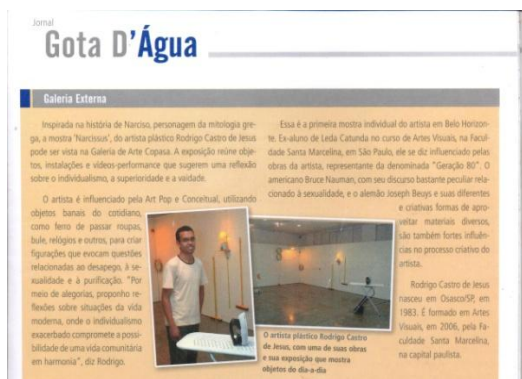 Jornal
Gota D'Água
Galeria Externa
Inspirada na história de Narciso, personagem da mitologia gre-
ga, a mostra 'Narcissus', do artista plástico Rodrigo Castro de Jesus
pode ser vista na Galeria de Arte Copasa. A exposição reúne obje-
tos, instalações e vídeos-performance que sugerem uma reflexão
sobre o individualismo, a superioridade e a vaidade.
O artista é influenciado pela Art Pop e Conceitual, utilizando
objetos banais do cotidiano,
como ferro de passar roupas,
bule, relógios e outros, para criar
figurações que evocam questões
relacionadas ao desapego, à se-
xualidade e à purificação. "Por
meio de alegorias, proponho re-
flexões sobre situações da vida
moderna, onde o individualismo
exacerbado compromete a possi-
bilidade de uma vida comunitária
em harmonia", diz Rodrigo.
Essa é a primeira mostra individual do artista em Belo Horizon-
te. Ex-aluno de Leda Catunda no curso de Artes Visuais, na Facul-
dade Santa Marcelina, em São Paulo, ele se diz influenciado pelas
obras da artista, representante da denominada "Geração 80". O
americano Bruce Nauman, com seu discurso bastante peculiar rela-
cionado à sexualidade, e o alemão Joseph Beuys e suas diferentes
e criativas formas de apro-
veitar materiais diversos,
são também fortes influên-
cias no processo criativo do
artista.
Rodrigo Castro de Jesus
nasceu em Osasco/SP, em
1983. É formado em Artes
Visuais, em 2006, pela Fa-
culdade Santa Marcelina,
na capital paulista.
O artista plástico Rodrigo Castro
de Jesus, com uma de suas obras
e sua exposição que mostra
objetos do dia-a-dia